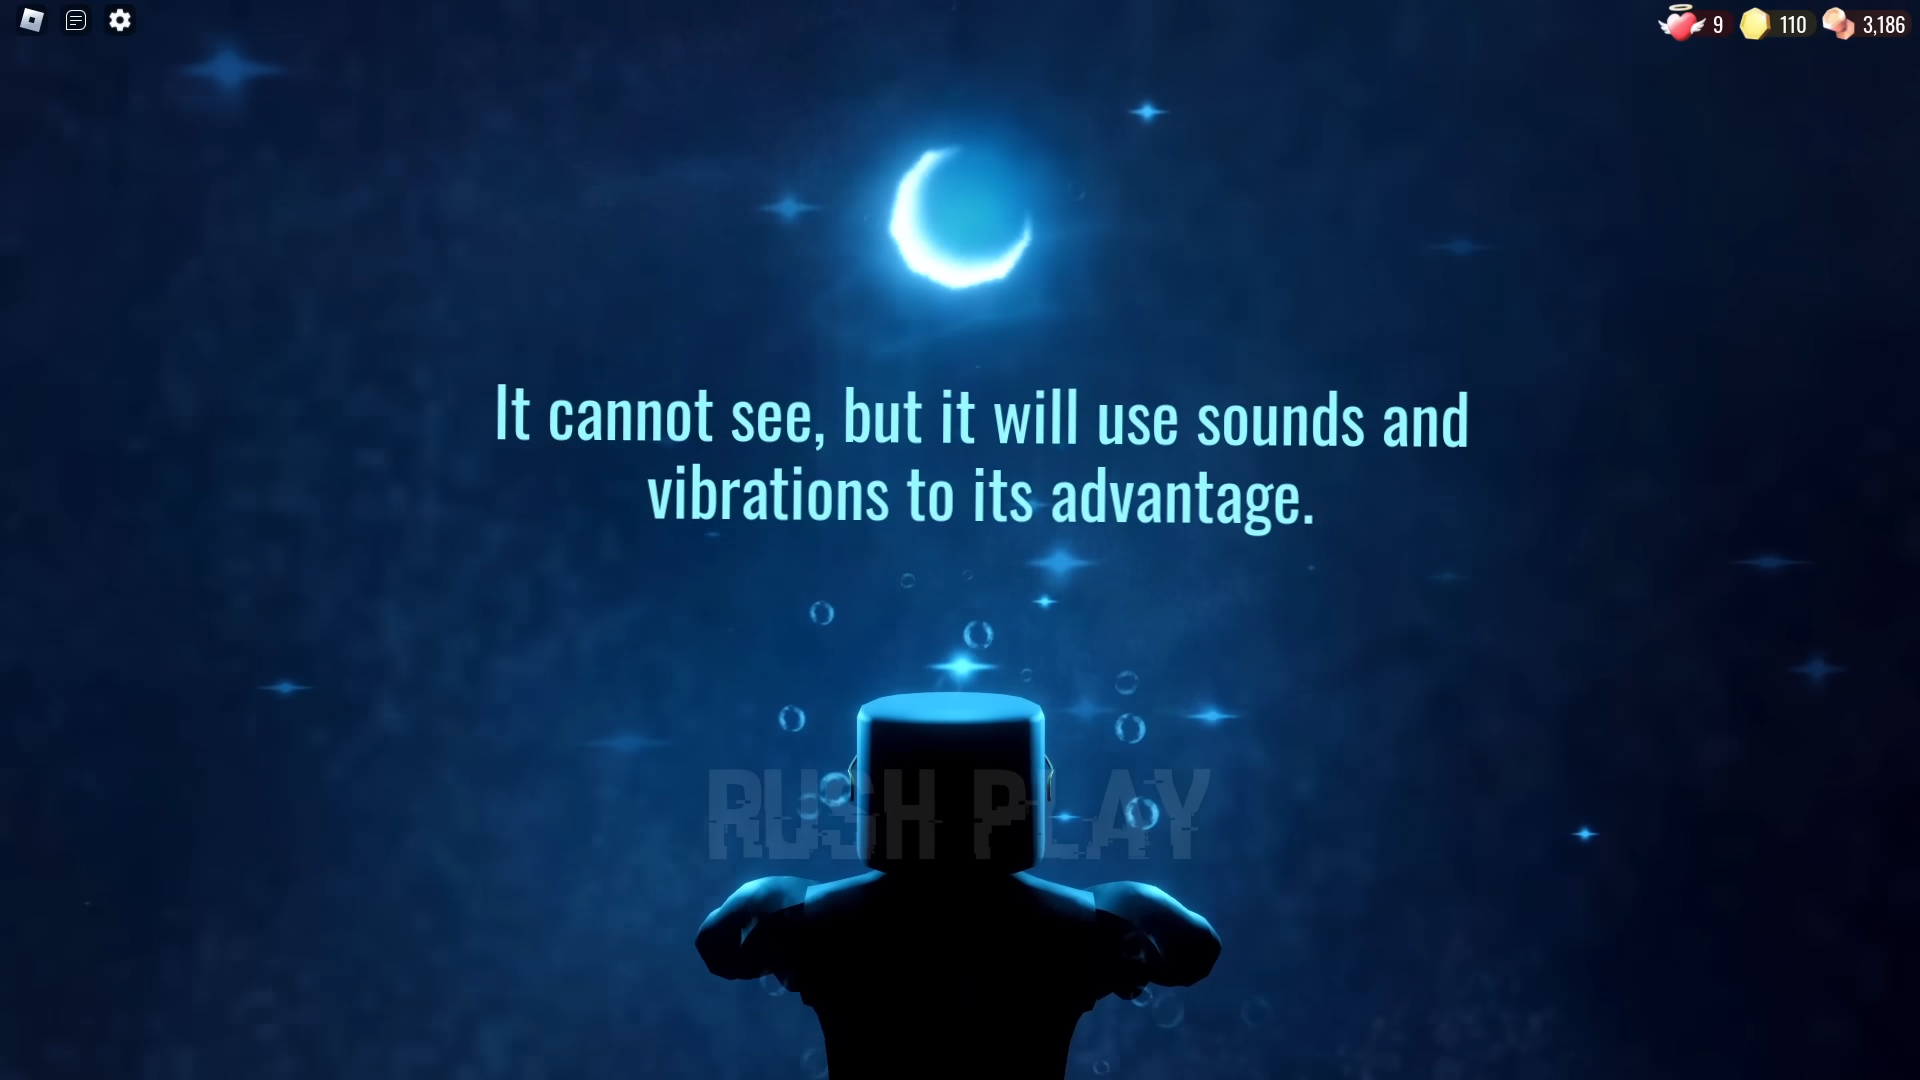 9 110 3,186
It cannot see, but it will use sounds and
vibrations to its advantage.
RUSH PLAY